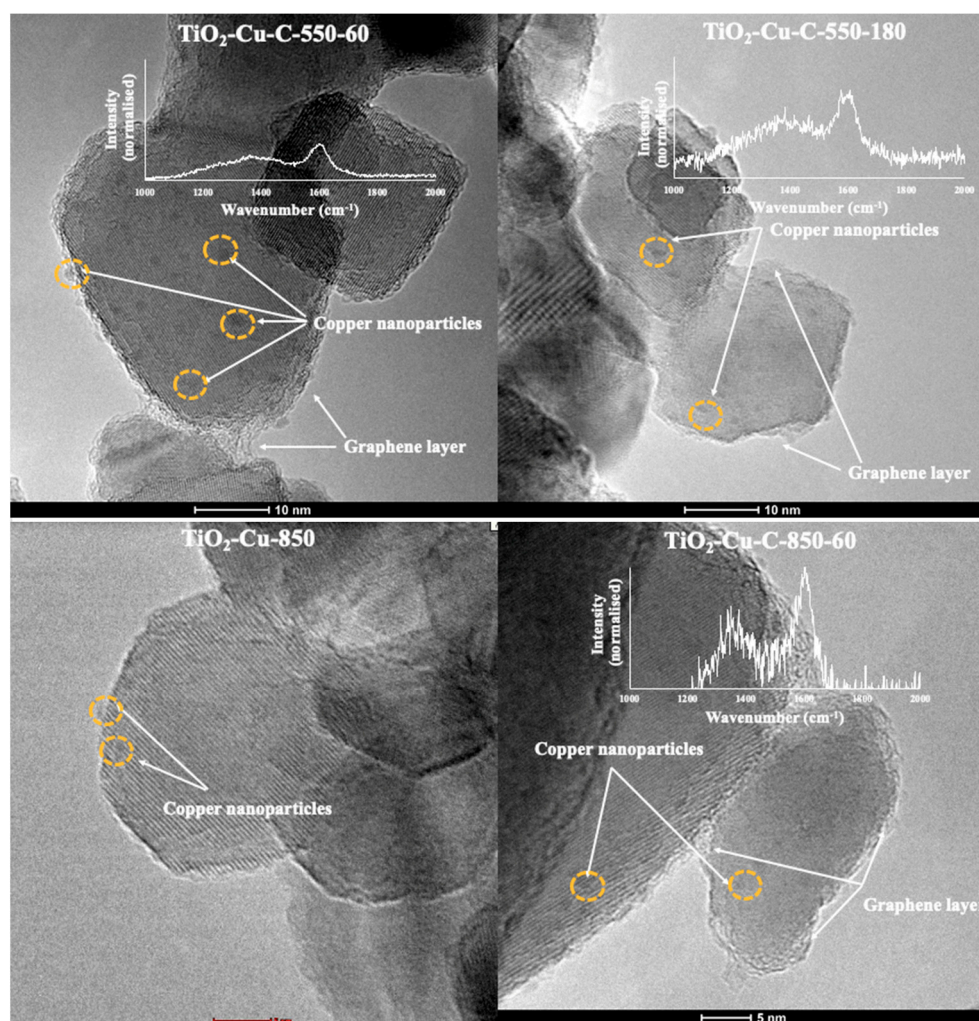 TiO₂-Cu-C-550-60
Intensity
(normalised)
1000 1200 1400 1600 1800 2000
Wavenumber (cm⁻¹)
Copper nanoparticles
Graphene layer
10 nm
TiO₂-Cu-C-550-180
Intensity
(normalised)
1000 1200 1400 1600 1800 2000
Wavenumber (cm⁻¹)
Copper nanoparticles
Graphene layer
10 nm
TiO₂-Cu-850
Copper nanoparticles
TiO₂-Cu-C-850-60
Intensity
(normalised)
1000 1200 1400 1600 1800 2000
Wavenumber (cm⁻¹)
Copper nanoparticles
Graphene laye
5 nm